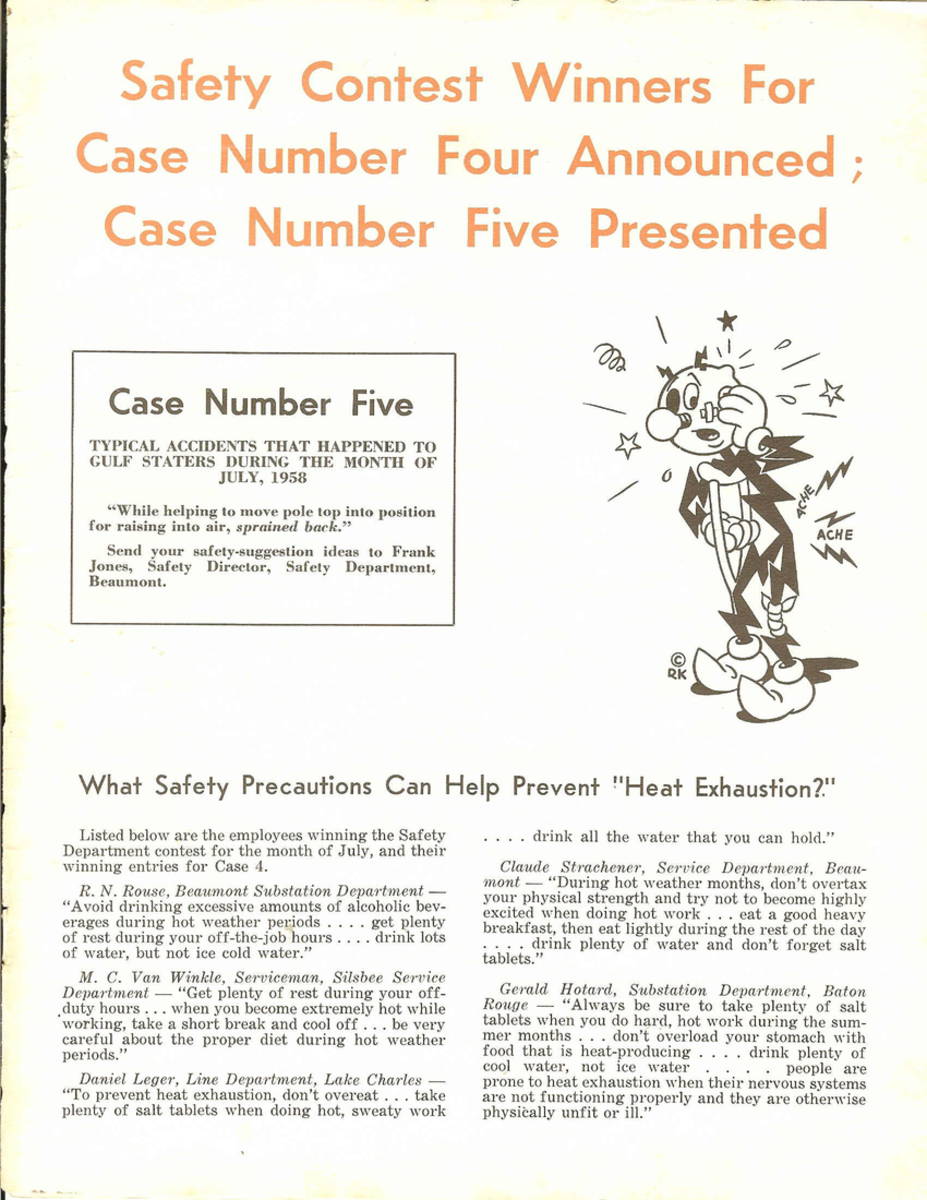 Safety Contest Winners For
Case Number Four Announced ;
Case Number Five Presented
Case Number Five
TYPICAL ACCIDENTS THAT HAPPENED TO
GULF STATERS DURING THE MONTH OF
JULY, 1958
“While helping to move pole top into position
for raising into air, sprained back.”
Send your safety-suggestion ideas to Frank
Jones, Safety Director, Safety Department,
Beaumont.
ACHE
ACHE
©
RK
What Safety Precautions Can Help Prevent "Heat Exhaustion?"
Listed below are the employees winning the Safety
Department contest for the month of July, and their
winning entries for Case 4.
R. N. Rouse, Beaumont Substation Department —
“Avoid drinking excessive amounts of alcoholic bev-
erages during hot weather periods . . . . get plenty
of rest during your off-the-job hours . . . . drink lots
of water, but not ice cold water.”
M. C. Van Winkle, Serviceman, Silsbee Service
Department — “Get plenty of rest during your off-
duty hours . . . when you become extremely hot while
working, take a short break and cool off . . . be very
careful about the proper diet during hot weather
periods.”
Daniel Leger, Line Department, Lake Charles —
“To prevent heat exhaustion, don’t overeat . . . take
plenty of salt tablets when doing hot, sweaty work
. . . . drink all the water that you can hold.”
Claude Strachener, Service Department, Beau-
mont — “During hot weather months, don’t overtax
your physical strength and try not to become highly
excited when doing hot work . . . eat a good heavy
breakfast, then eat lightly during the rest of the day
. . . . drink plenty of water and don’t forget salt
tablets.”
Gerald Hotard, Substation Department, Baton
Rouge — “Always be sure to take plenty of salt
tablets when you do hard, hot work during the sum-
mer months . . . don’t overload your stomach with
food that is heat-producing . . . . drink plenty of
cool water, not ice water . . . . people are
prone to heat exhaustion when their nervous systems
are not functioning properly and they are otherwise
physically unfit or ill.”